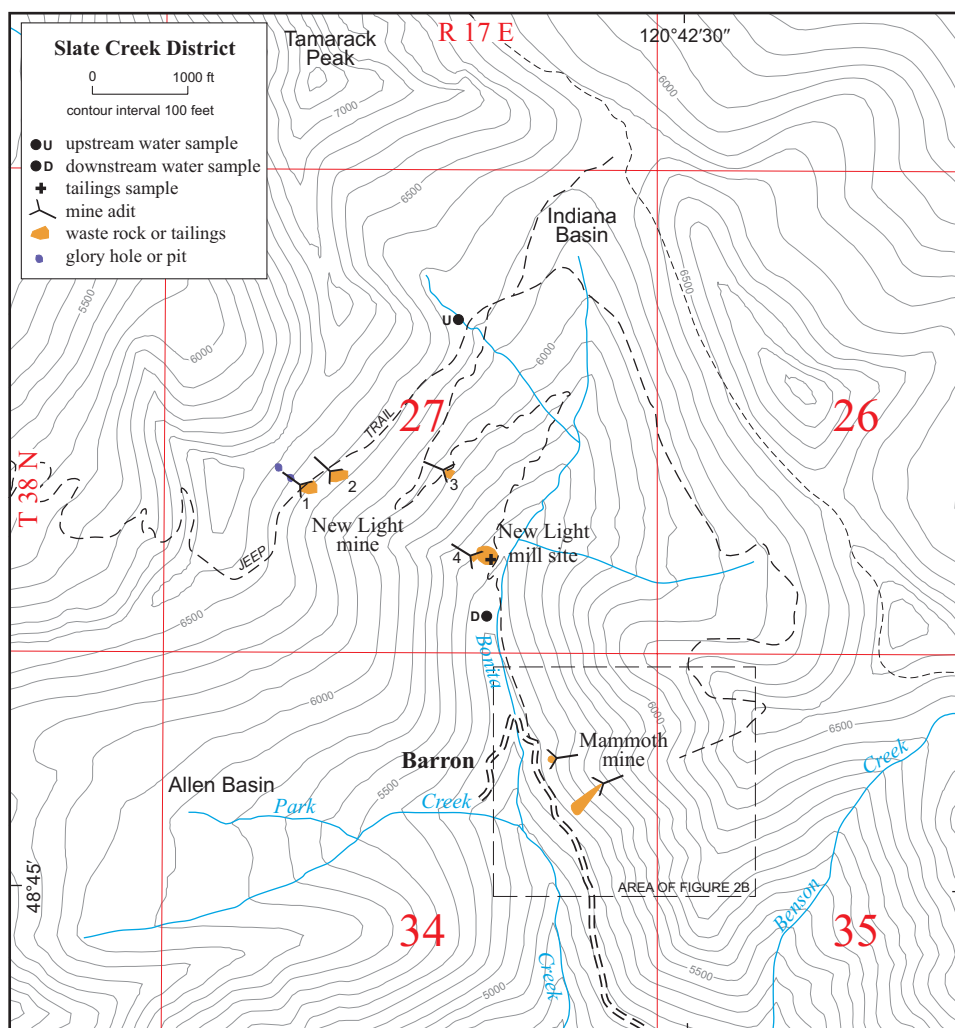 Slate Creek District
0 1000 ft
contour interval 100 feet
U upstream water sample
D downstream water sample
tailings sample
mine adit
waste rock or tailings
glory hole or pit
Tamarack
Peak
R 17 E
120°42'30"
6000
7000
6500
Indiana
Basin
6500
5500
6000
U
6000
TRAIL
27
26
T 38 N
1
2
3
New Light
mine
New Light
mill site
4
JEEP
6500
D
Bonita
6000
6000
6500
Mammoth
mine
Barron
Allen Basin
5500
Park
Creek
Creek
48°45'
AREA OF FIGURE 2B
Benson
34
35
Creek
5000
5500